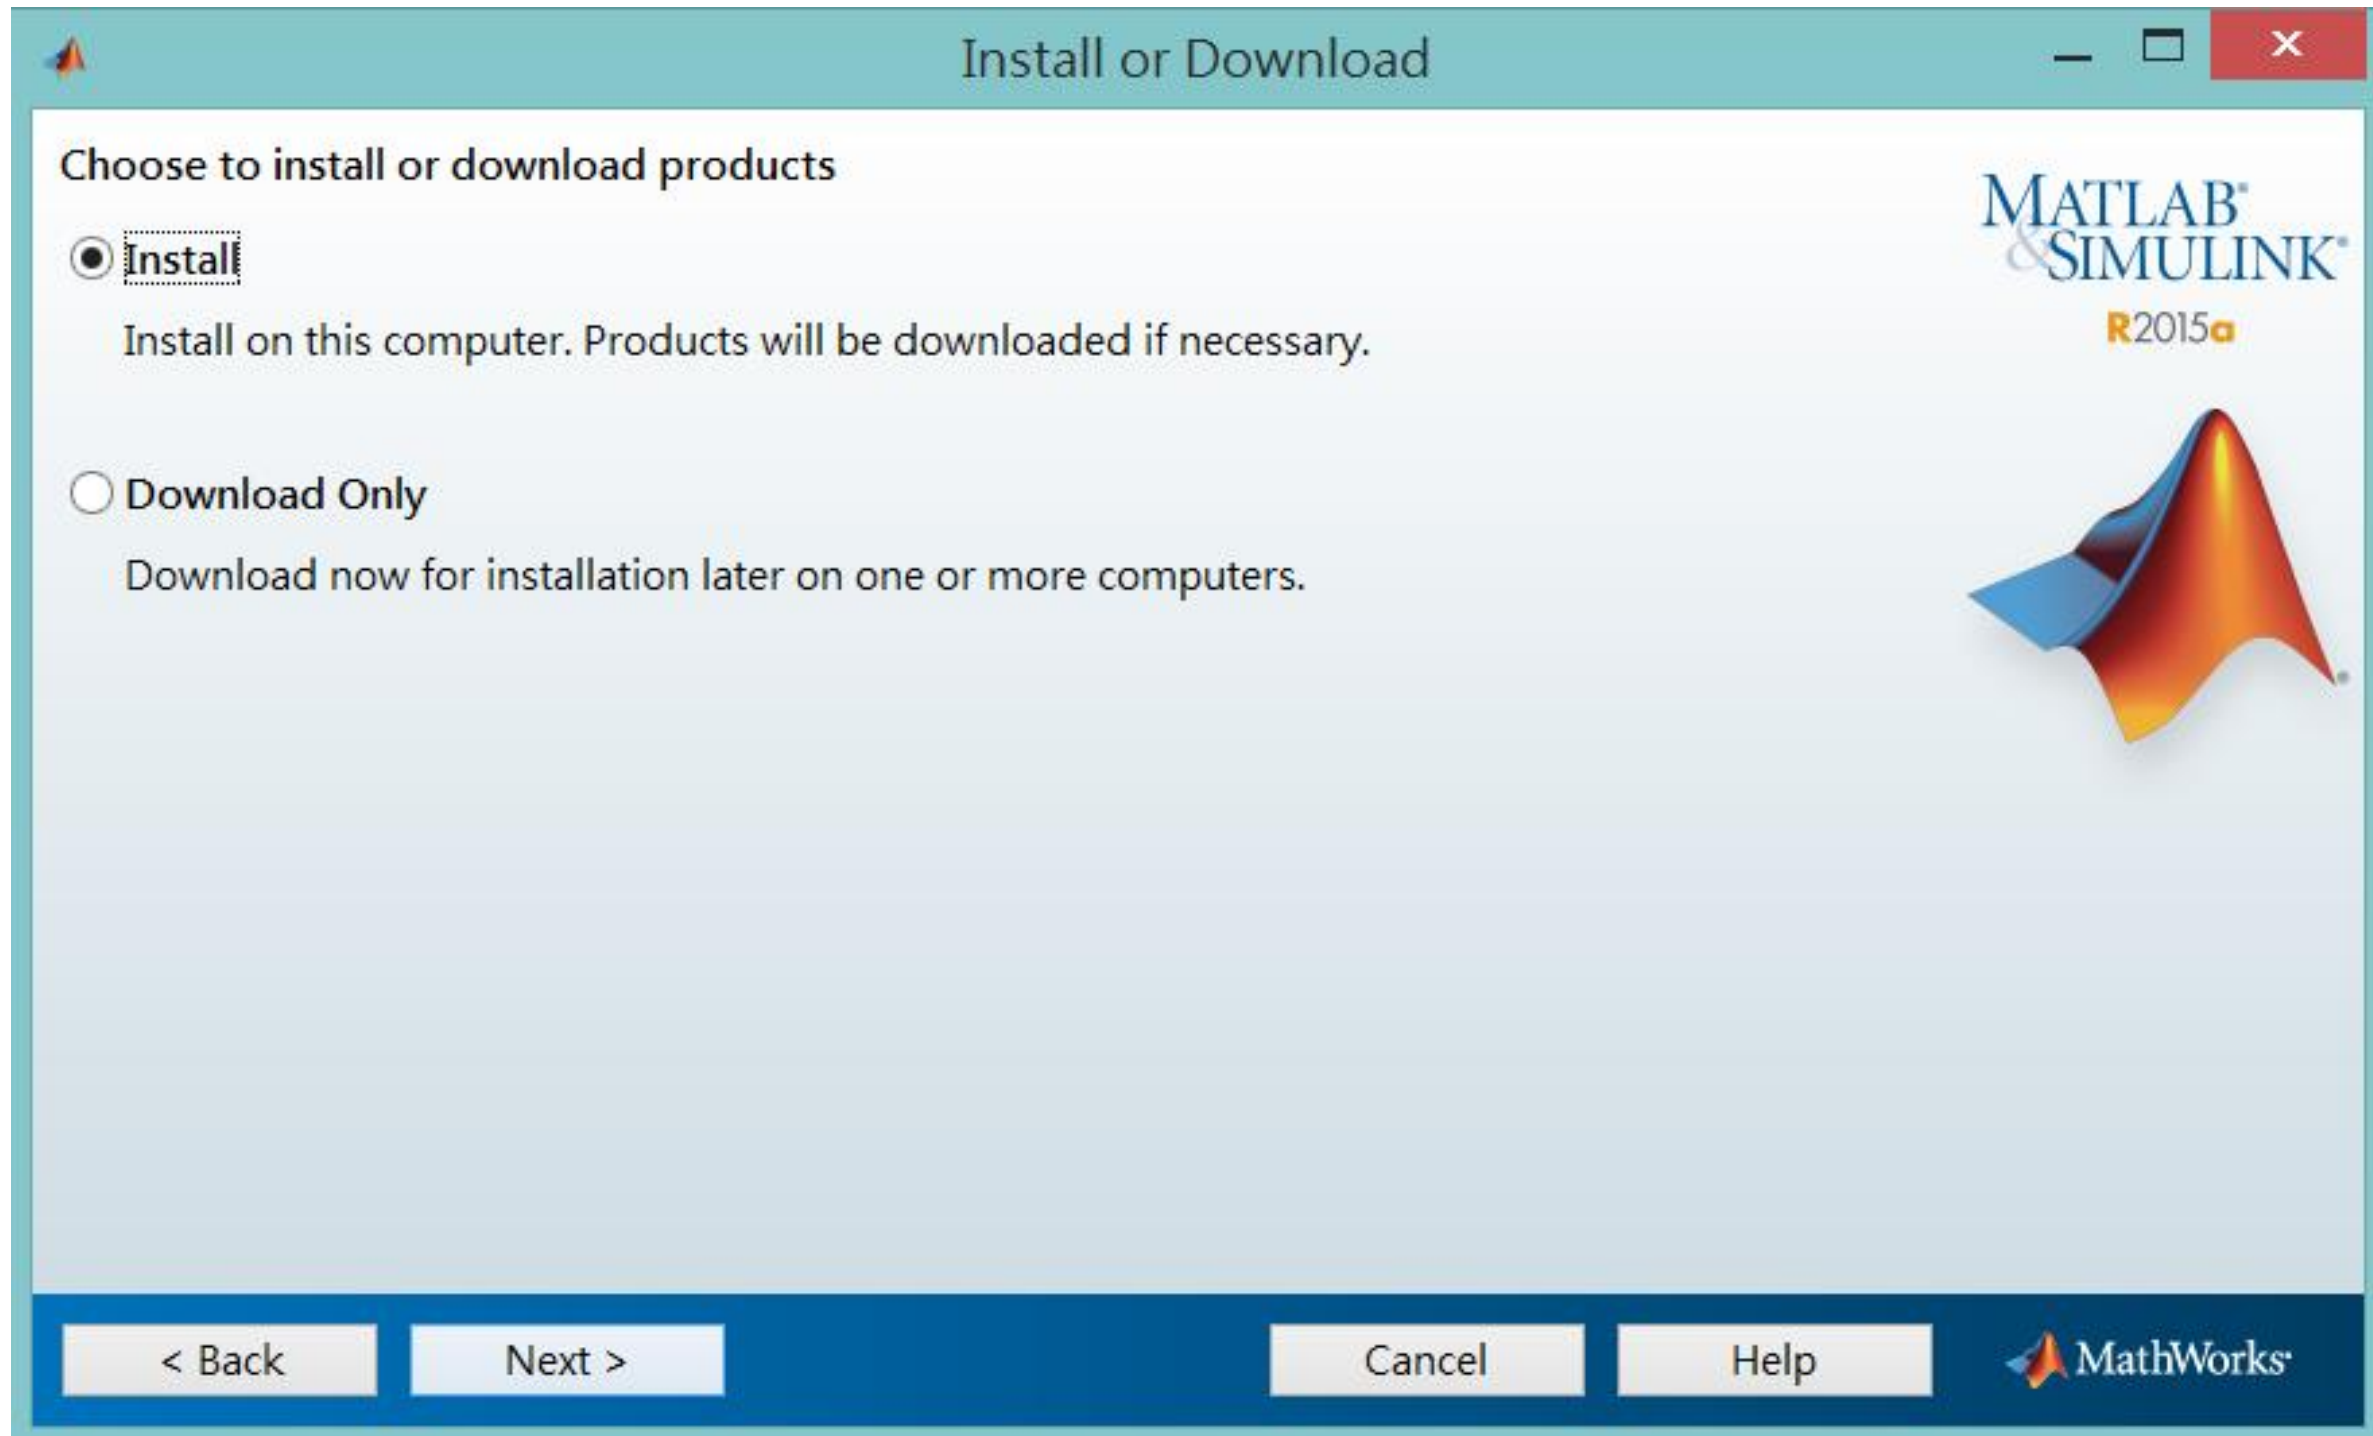 Install or Download
Choose to install or download products
Install
Install on this computer. Products will be downloaded if necessary.
Download Only
Download now for installation later on one or more computers.
MATLAB®
&SIMULINK®
R2015a
®
< Back
Next >
Cancel
Help
MathWorks®